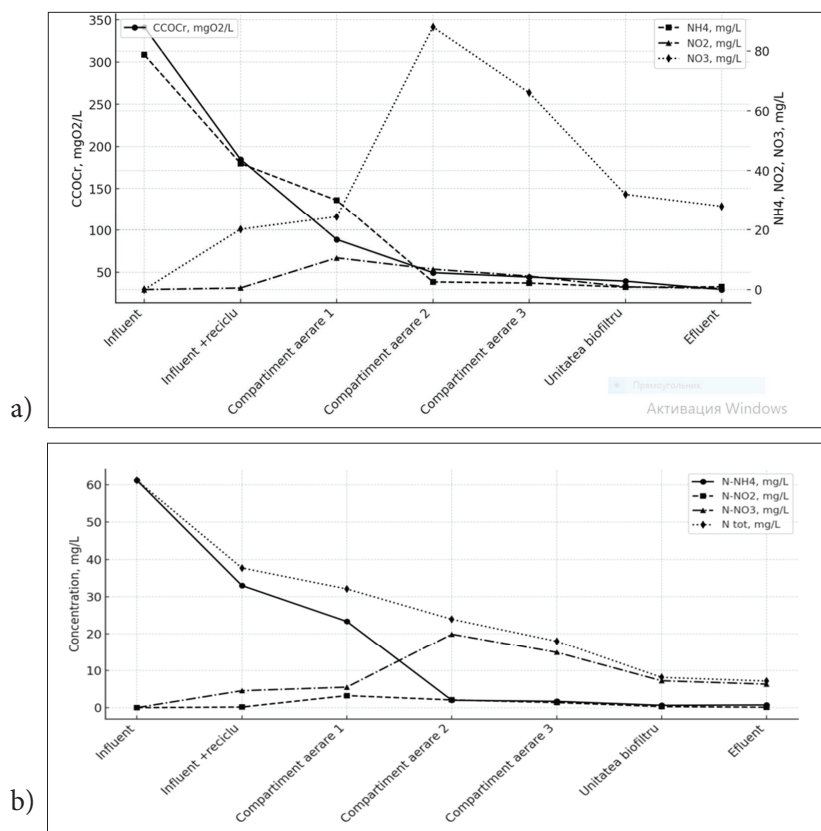 a)
350
300
250
200
150
100
50
CCOCr, mgO2/L
CCOCr, mgO2/L
NH4, mg/L
NO2, mg/L
NO3, mg/L
80
60
40
20
0
NH4, NO2, NO3, mg/L
Influent
Influent +reciclu
Compartiment aerare 1
Compartiment aerare 2
Compartiment aerare 3
Unitatea biofiltru
Efluent
Прямоугольник
Активация Windows
b)
60
50
40
30
20
10
0
Concentration, mg/L
N-NH4, mg/L
N-NO2, mg/L
N-NO3, mg/L
N tot, mg/L
Influent
Influent +reciclu
Compartiment aerare 1
Compartiment aerare 2
Compartiment aerare 3
Unitatea biofiltru
Efluent